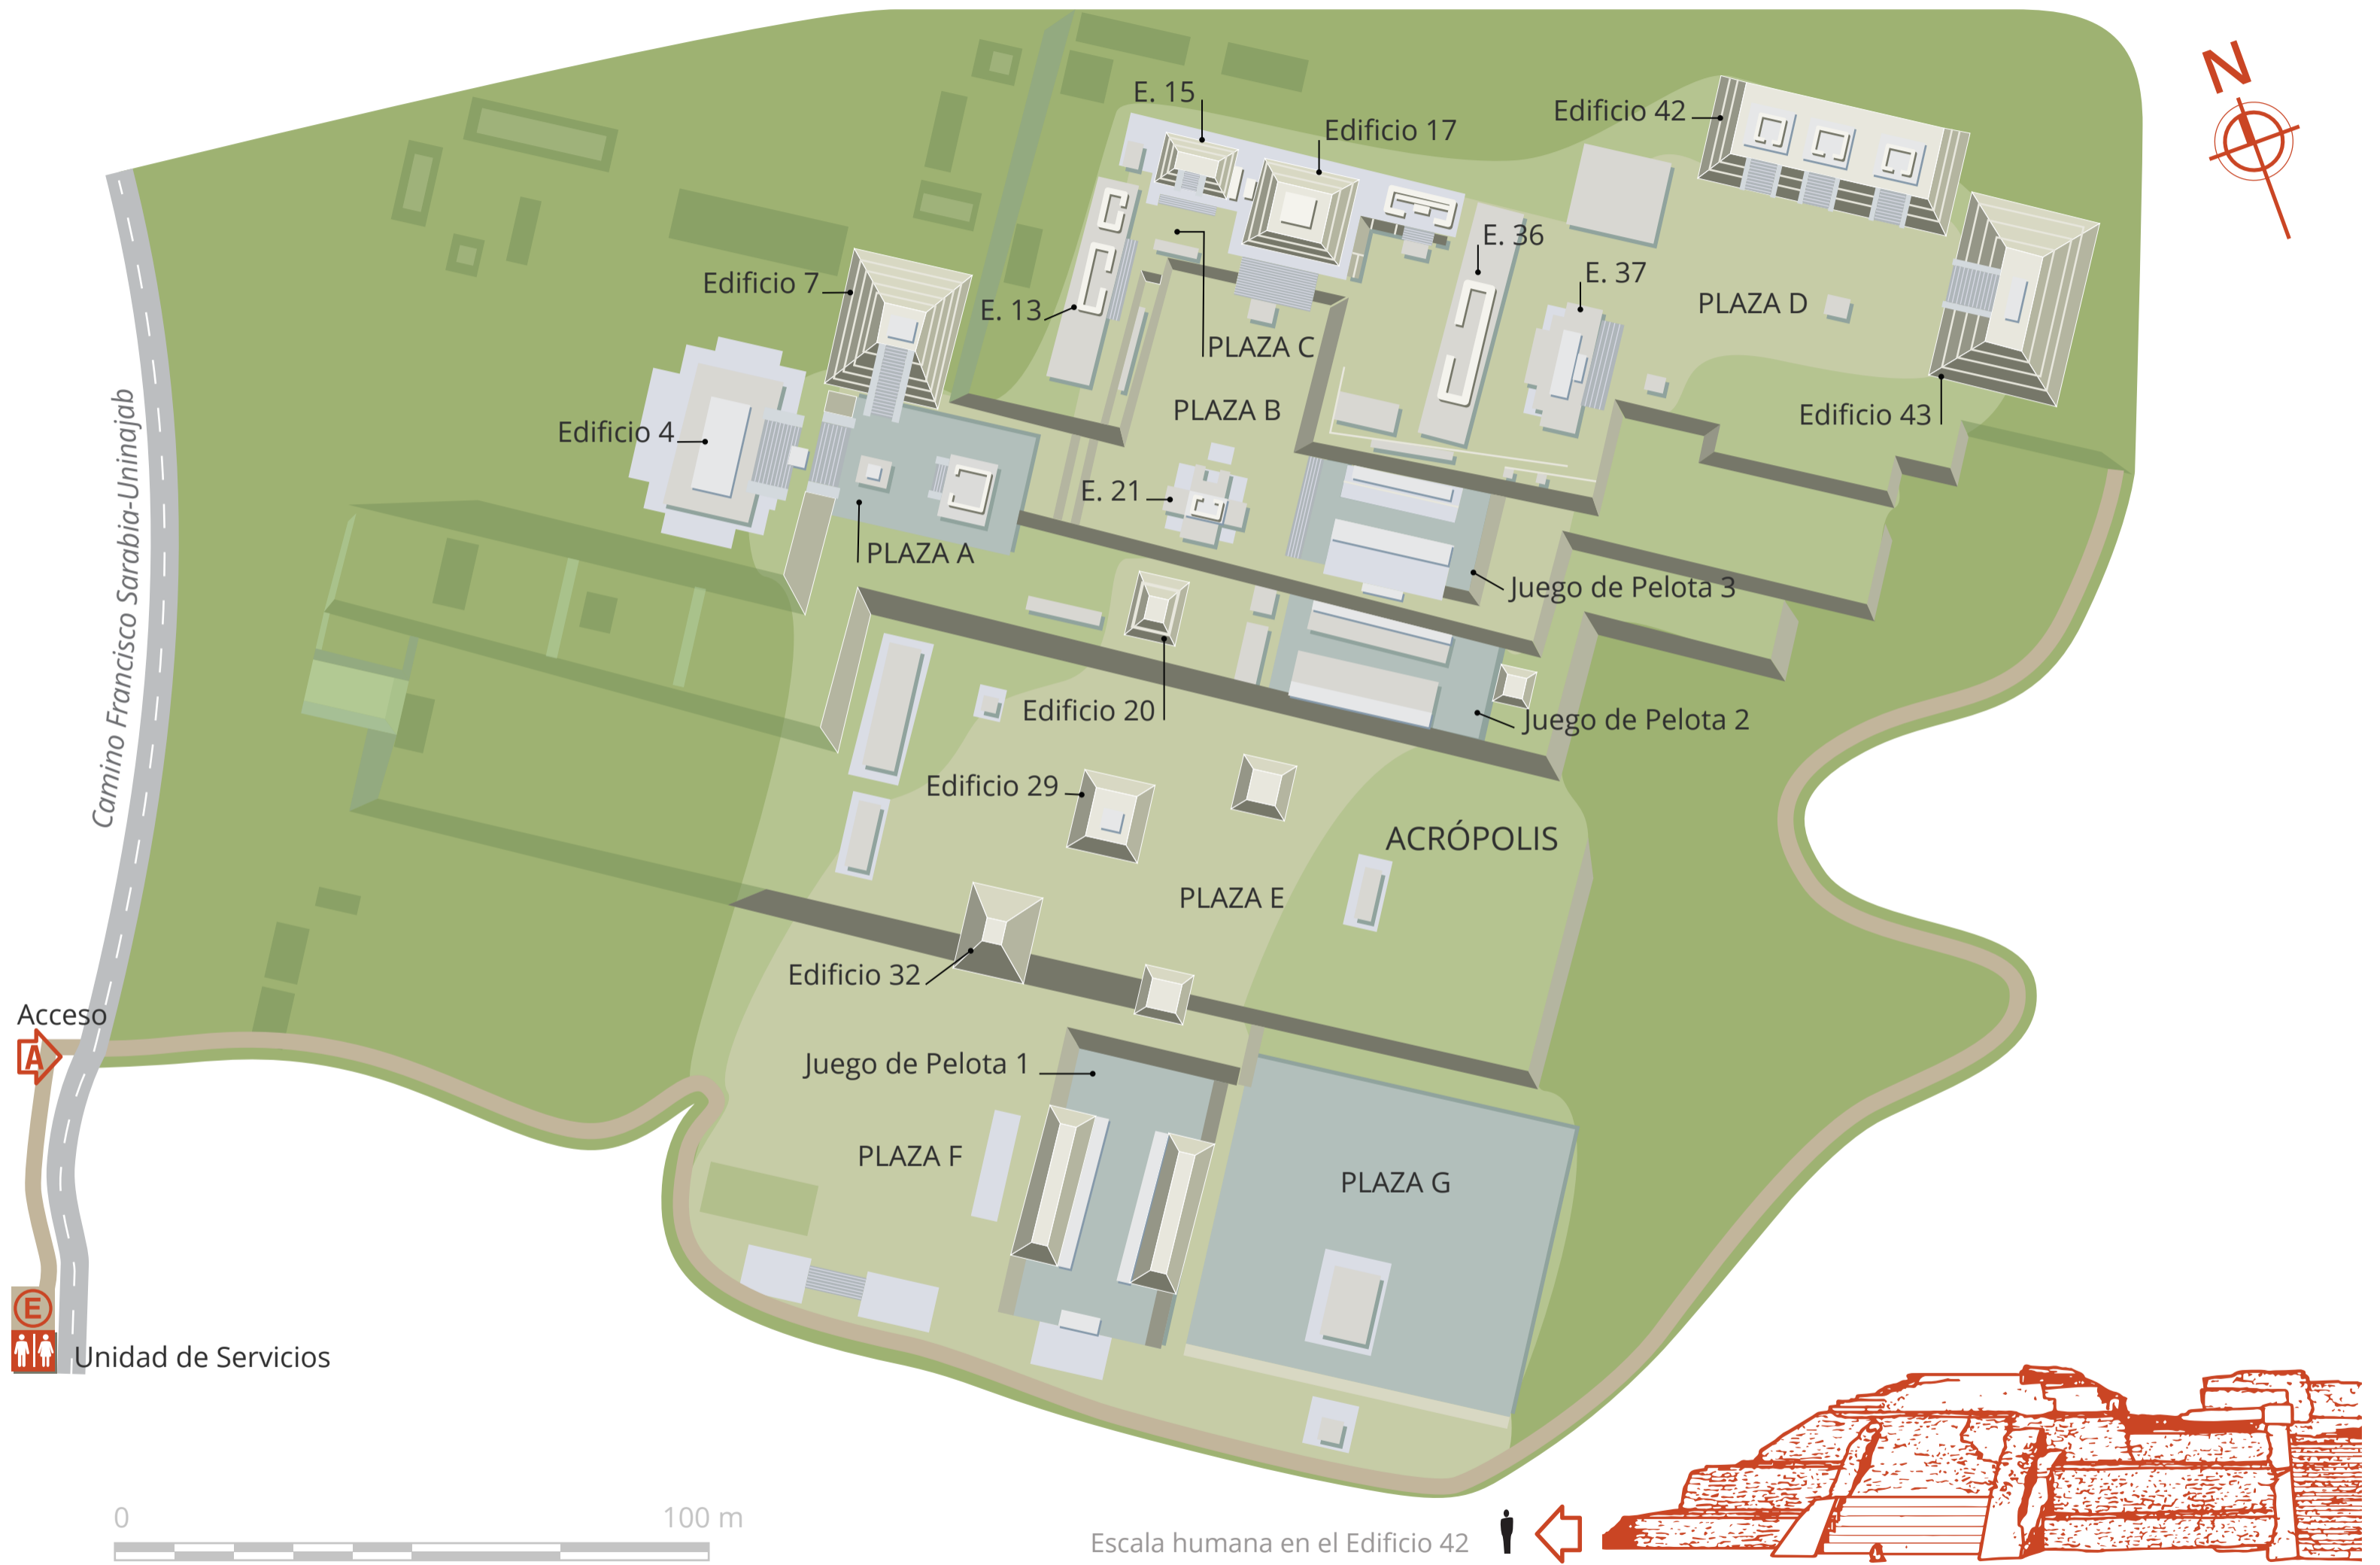 N
E. 15
Edificio 17
Edificio 42
E. 36
E. 37
Edificio 7
E. 13
PLAZA D
PLAZA C
PLAZA B
Edificio 43
Edificio 4
E. 21
PLAZA A
Juego de Pelota 3
Edificio 20
Juego de Pelota 2
Edificio 29
ACRÓPOLIS
PLAZA E
Edificio 32
Camino Francisco Sarabia-Uninajab
Acceso
A
Juego de Pelota 1
PLAZA F
PLAZA G
E
Unidad de Servicios
0 100 m
Escala humana en el Edificio 42